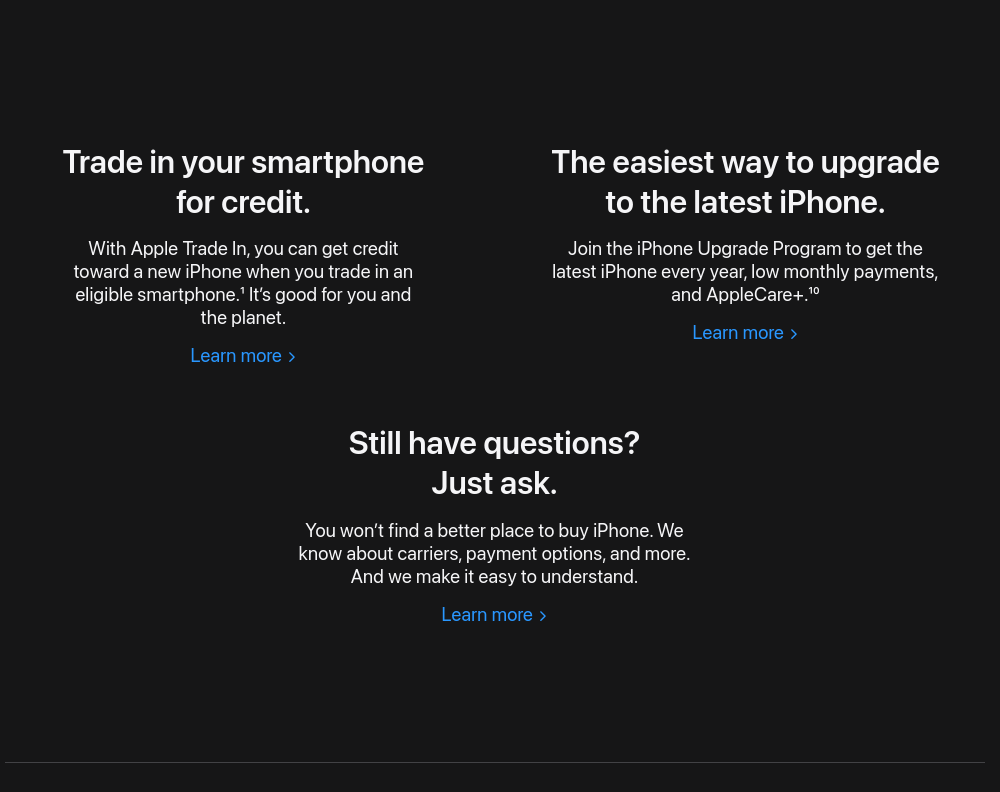 Trade in your smartphone
for credit.
With Apple Trade In, you can get credit
toward a new iPhone when you trade in an
eligible smartphone.¹ It’s good for you and
the planet.
Learn more >
The easiest way to upgrade
to the latest iPhone.
Join the iPhone Upgrade Program to get the
latest iPhone every year, low monthly payments,
and AppleCare+.¹⁰
Learn more >
Still have questions?
Just ask.
You won’t find a better place to buy iPhone. We
know about carriers, payment options, and more.
And we make it easy to understand.
Learn more >